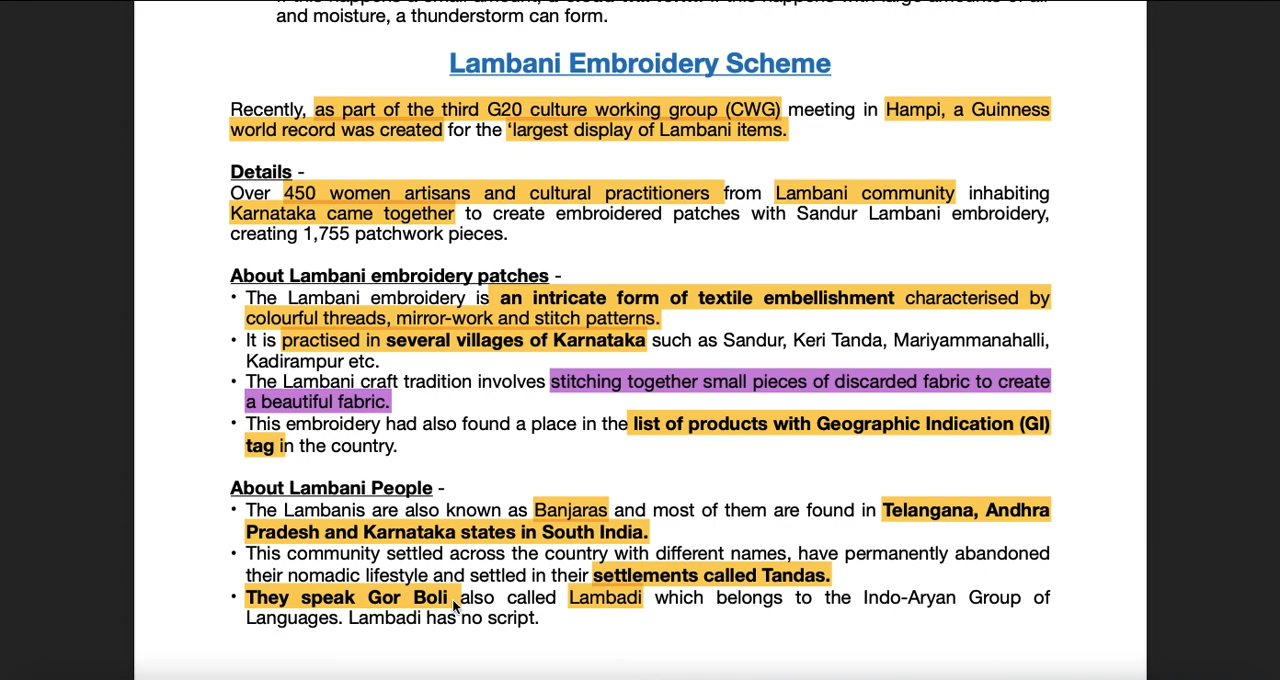 and moisture, a thunderstorm can form.
Lambani Embroidery Scheme
Recently, as part of the third G20 culture working group (CWG) meeting in Hampi, a Guinness
world record was created for the ‘largest display of Lambani items.
Details -
Over 450 women artisans and cultural practitioners from Lambani community inhabiting
Karnataka came together to create embroidered patches with Sandur Lambani embroidery,
creating 1,755 patchwork pieces.
About Lambani embroidery patches -
• The Lambani embroidery is an intricate form of textile embellishment characterised by
colourful threads, mirror-work and stitch patterns.
• It is practised in several villages of Karnataka such as Sandur, Keri Tanda, Mariyammanahalli,
Kadirampur etc.
• The Lambani craft tradition involves stitching together small pieces of discarded fabric to create
a beautiful fabric.
• This embroidery had also found a place in the list of products with Geographic Indication (GI)
tag in the country.
About Lambani People -
• The Lambanis are also known as Banjaras and most of them are found in Telangana, Andhra
Pradesh and Karnataka states in South India.
• This community settled across the country with different names, have permanently abandoned
their nomadic lifestyle and settled in their settlements called Tandas.
• They speak Gor Boli also called Lambadi which belongs to the Indo-Aryan Group of
Languages. Lambadi has no script.